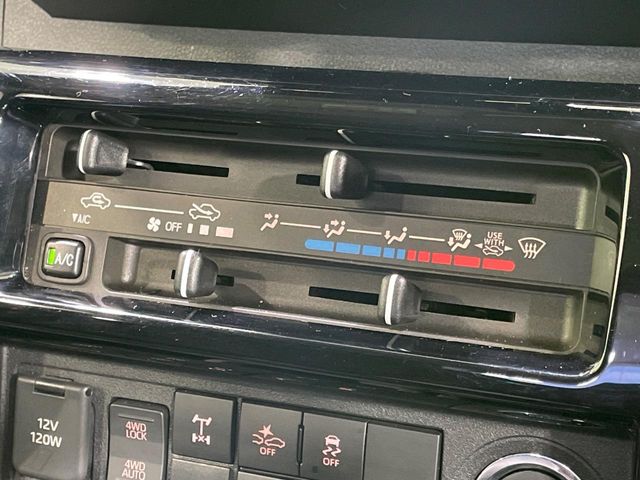 USE
WITH
▼A/C
OFF
A/C
12V
120W
4WD
LOCK
4WD
AUTO
OFF
OFF